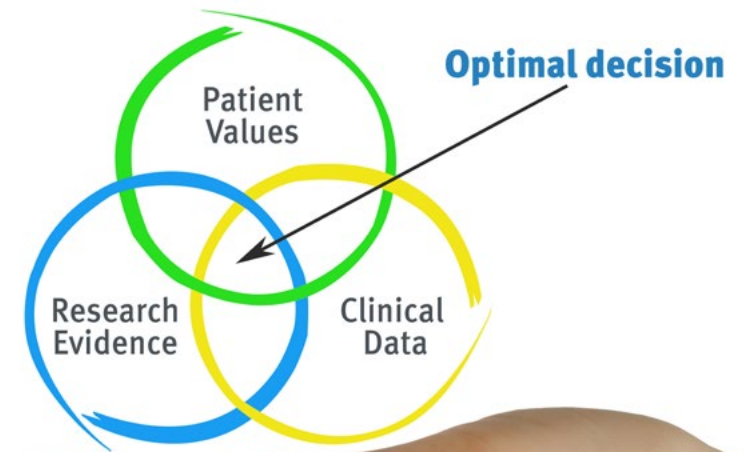 Optimal decision
Patient
Values
Research
Evidence
Clinical
Data